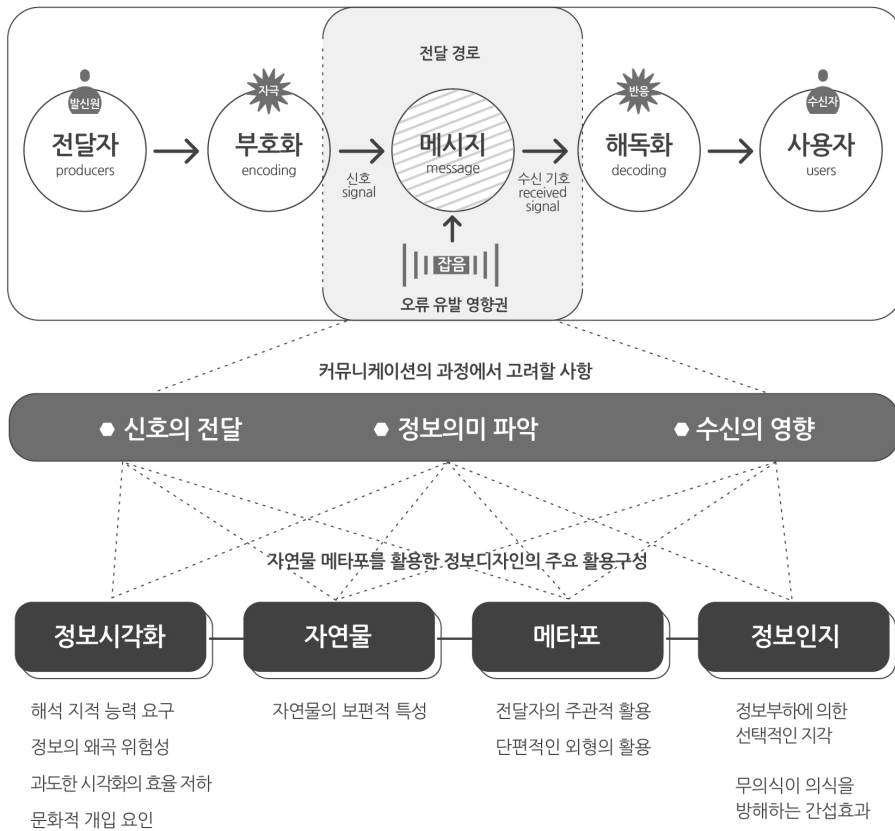 전달 경로
발신원
전달자
producers
자극
부호화
encoding
신호
signal
메시지
message
수신 기호
received
signal
반응
해독화
decoding
수신자
사용자
users
잡음
오류 유발 영향권
커뮤니케이션의 과정에서 고려할 사항
신호의 전달
정보의미 파악
수신의 영향
자연물 메타포를 활용한 정보디자인의 주요 활용구성
정보시각화
자연물
메타포
정보인지
해석 지적 능력 요구
정보의 왜곡 위험성
과도한 시각화의 효율 저하
문화적 개입 요인
자연물의 보편적 특성
전달자의 주관적 활용
단편적인 외형의 활용
정보부하에 의한
선택적인 지각
무의식이 의식을
방해하는 간섭효과